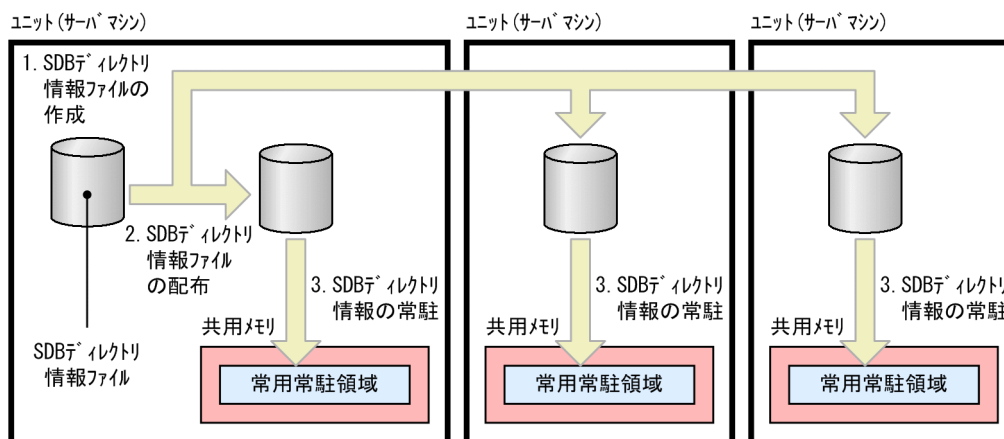 ユニット(サーバマシン)
ユニット(サーバマシン)
ユニット(サーバマシン)
1. SDBディレクトリ
情報ファイルの
作成
2. SDBディレクトリ
情報ファイル
の配布
3. SDBディレクトリ
情報の常駐
3. SDBディレクトリ
情報の常駐
3. SDBディレクトリ
情報の常駐
SDBディレクトリ
情報ファイル
共用メモリ
共用メモリ
共用メモリ
常用常駐領域
常用常駐領域
常用常駐領域